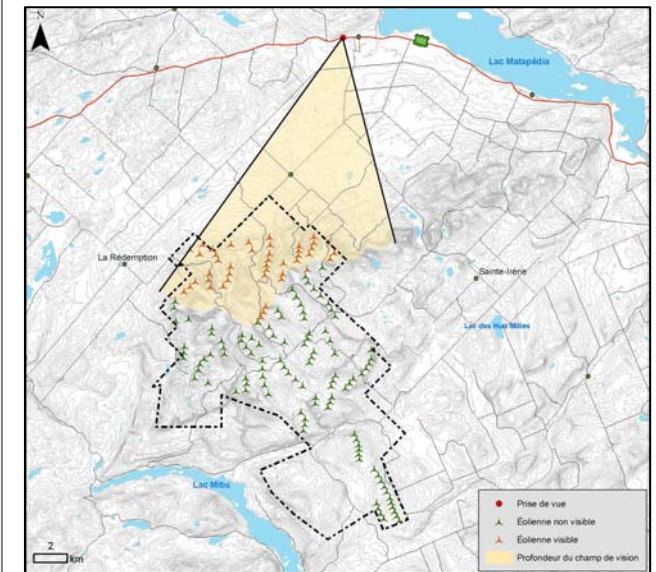 N
Lac Matapédia
La Rédemption
Sainte-Irène
Lac des Huit Milles
Lac Mitis
Prise de vue
Éolienne non visible
Éolienne visible
Profondeur du champ de vision
2
km